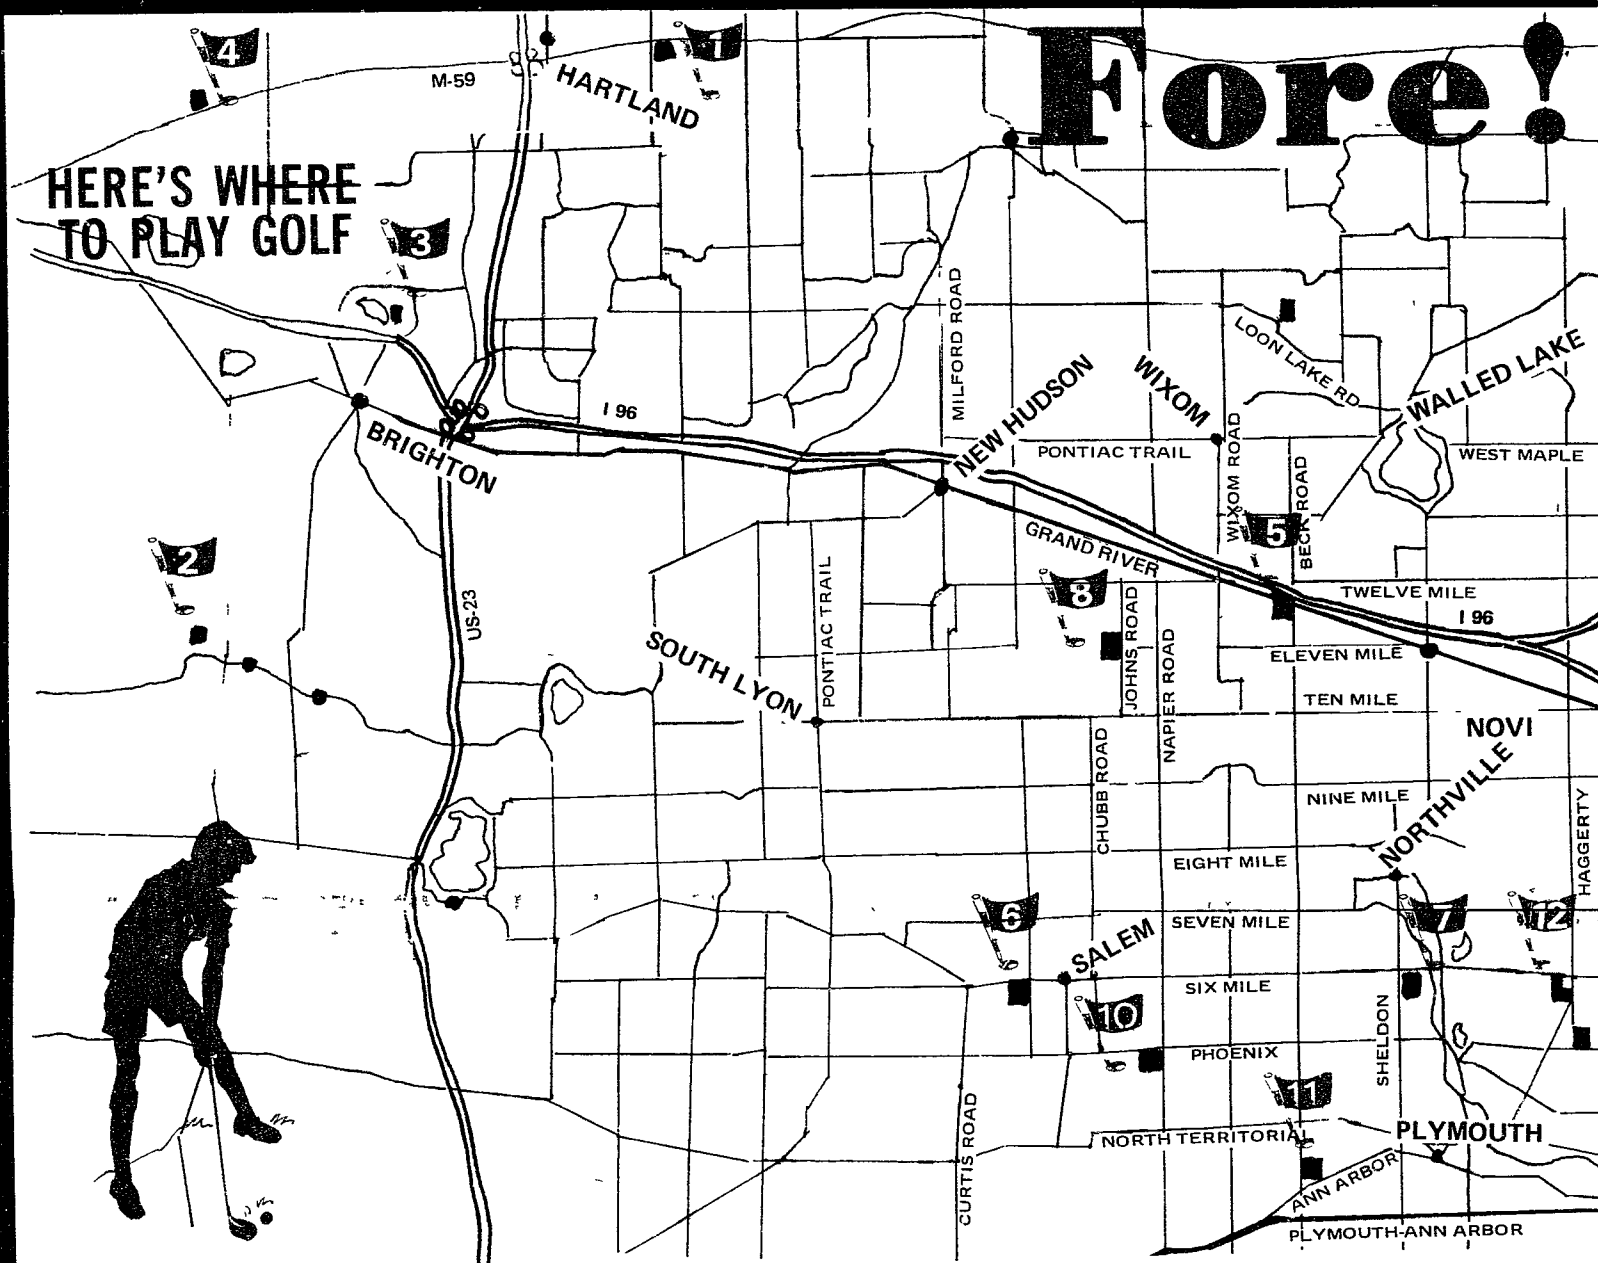 Fore!
4
1
M-59
HARTLAND
HERE'S WHERE
TO PLAY GOLF
3
MILFORD ROAD
LOON LAKE RD
WALLED LAKE
WIXOM
NEW HUDSON
I 96
BRIGHTON
PONTIAC TRAIL
WIXOM ROAD
WEST MAPLE
BECK ROAD
5
2
GRAND RIVER
8
TWELVE MILE
I 96
US-23
PONTIAC TRAIL
SOUTH LYON
JOHNS ROAD
NAPIER ROAD
ELEVEN MILE
TEN MILE
NOVI
CHUBB ROAD
NINE MILE
NORTHVILLE
HAGGERTY
EIGHT MILE
6
SEVEN MILE
7
12
SALEM
SIX MILE
10
SHELDON
PHOENIX
11
CURTIS ROAD
NORTH TERRITORIAL
PLYMOUTH
ANN ARBOR
PLYMOUTH-ANN ARBOR